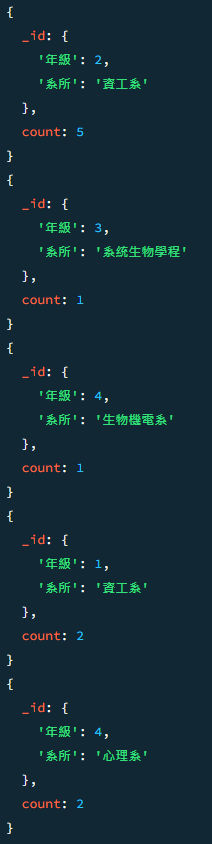 {
  _id: {
    '年級': 2,
    '系所': '資工系'
  },
  count: 5
}
{
  _id: {
    '年級': 3,
    '系所': '系統生物學程'
  },
  count: 1
}
{
  _id: {
    '年級': 4,
    '系所': '生物機電系'
  },
  count: 1
}
{
  _id: {
    '年級': 1,
    '系所': '資工系'
  },
  count: 2
}
{
  _id: {
    '年級': 4,
    '系所': '心理系'
  },
  count: 2
}